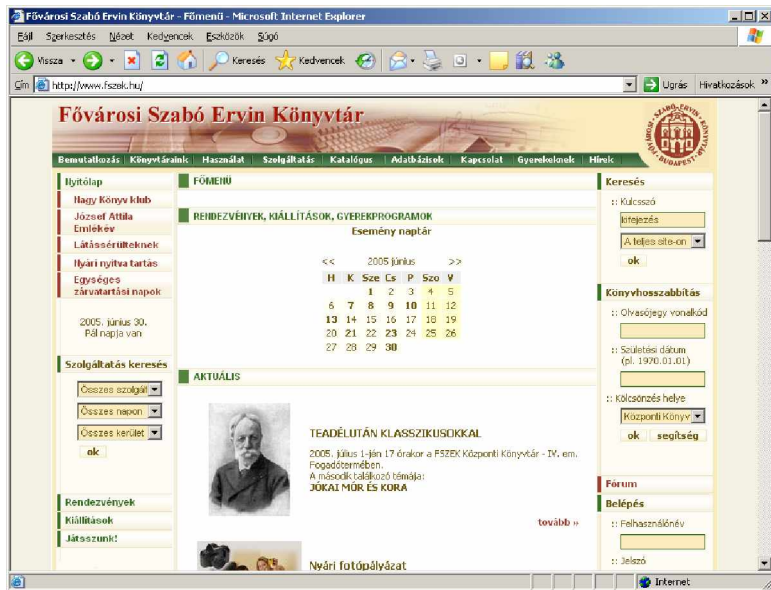 Fővárosi Szabó Ervin Könyvtár - Főmenü - Microsoft Internet Explorer
Fájl Szerkesztés Nézet Kedvencek Eszközök Súgó
Vissza Keresés Kedvencek
Cím http://www.fszek.hu/ Ugrás Hivatkozások »
Fővárosi Szabó Ervin Könyvtár
SZABÓ ERVIN KÖNYVTÁR BUDAPEST
Bemutatkozás Könyvtáraink Használat Szolgáltatás Katalógus Adatbázisok Kapcsolat Gyerekeknek Hírek
Nyitólap
Nagy Könyv klub
József Attila
Emlékév
Látássérülteknek
Nyári nyitva tartás
Egységes
zárvatartási napok
2005. június 30.
Pál napja van
Szolgáltatás keresés
Összes szolgált
Összes napon
Összes kerület
ok
Rendezvények
Kiállítások
Játsszunk!
FŐMENÜ
RENDEZVÉNYEK, KIÁLLÍTÁSOK, GYEREKPROGRAMOK
Esemény naptár
<< 2005 június >>
H K Sze Cs P Szo V
1 2 3 4 5
6 7 8 9 10 11 12
13 14 15 16 17 18 19
20 21 22 23 24 25 26
27 28 29 30
AKTUÁLIS
TEADÉLUTÁN KLASSZIKUSOKKAL
2005. július 1-jén 17 órakor a FSZEK Központi Könyvtár - IV. em.
Fogadótermében.
A második találkozó témája:
JÓKAI MÓR ÉS KORA
tovább »
Nyári fotópályázat
Keresés
:: Kulcsszó
kifejezés
A teljes site-on
ok
Könyvhosszabbítás
:: Olvasójegy vonalkód
:: Születési dátum
(pl. 1970.01.01)
:: Kölcsönzés helye
Központi Könyv
ok segítség
Fórum
Belépés
:: Felhasználónév
:: Jelszó
Internet